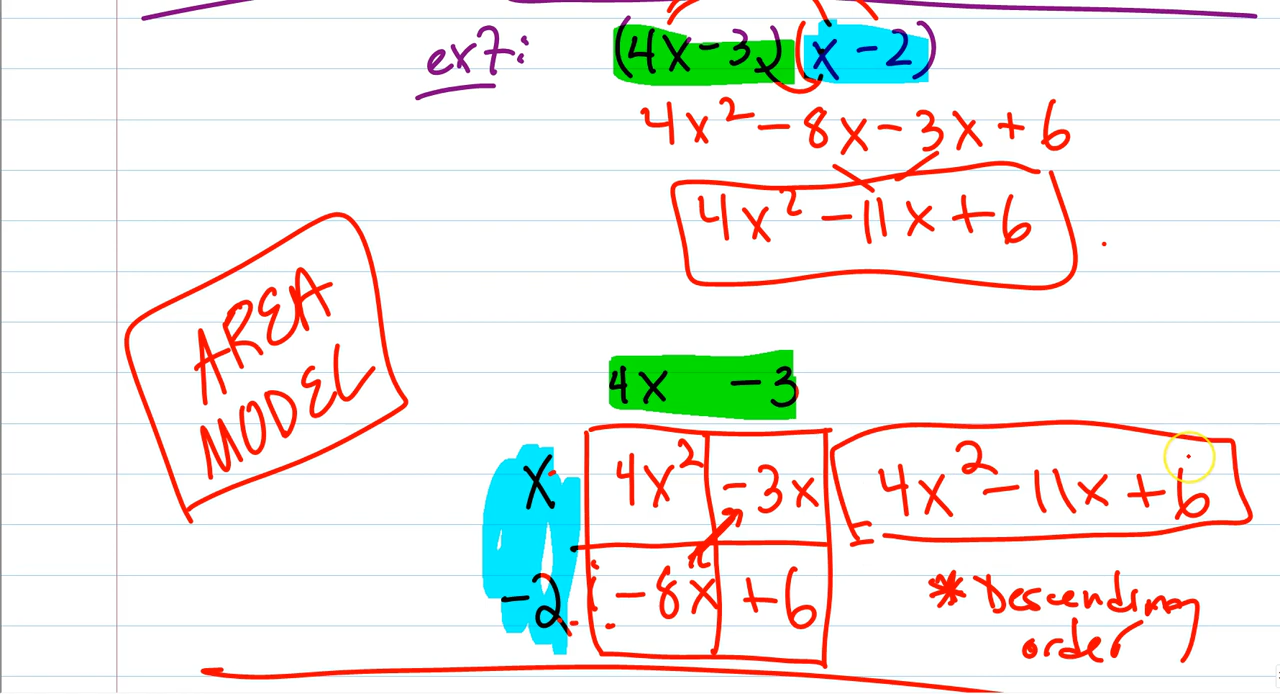 ex7: (4x-3)(x-2)
4x² - 8x - 3x + 6
4x² - 11x + 6
AREA
MODEL
4x -3
x 4x² -3x 4x² - 11x + 6
-2 -8x +6 * Descending
order